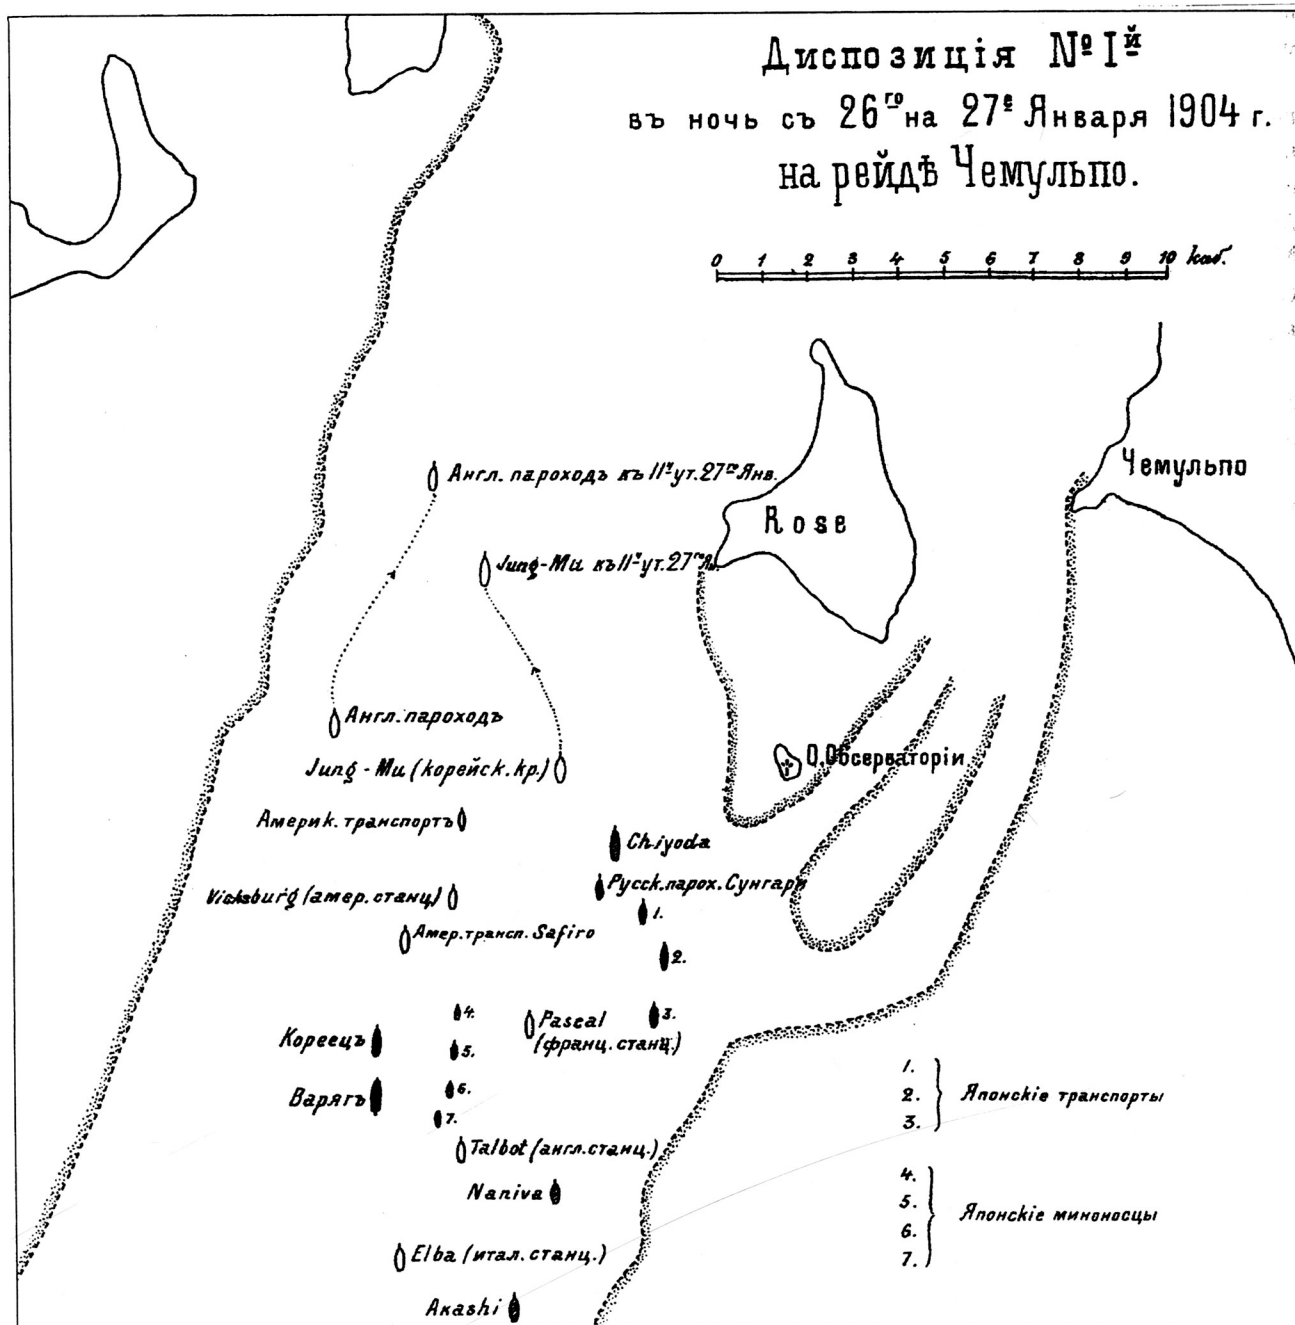 Диспозиція № Iй
въ ночь съ 26го на 27е Января 1904 г.
на рейдѣ Чемульпо.
0 1 2 3 4 5 6 7 8 9 10 каб.
Чемульпо
Англ. пароходъ къ 11ч ут. 27го Янв.
Rose
Jung-Mu къ 11ч ут. 27го Яв.
Англ. пароходъ
О. Обсерваторіи
Jung-Mu (корейск. кр.)
Америк. транспортъ
Chiyoda
Русск. парох. Сунгари
Vicksburg (амер. станц)
1.
Амер. трансп. Safiro
2.
4.
Pascal
(франц. станц.)
3.
Кореецъ
5.
Варягъ
6.
7.
Talbot (англ. станц.)
Naniva
Elba (итал. станц.)
Akashi
1.
2.
3.
Японскіе транспорты
4.
5.
6.
7.
Японскіе миноносцы